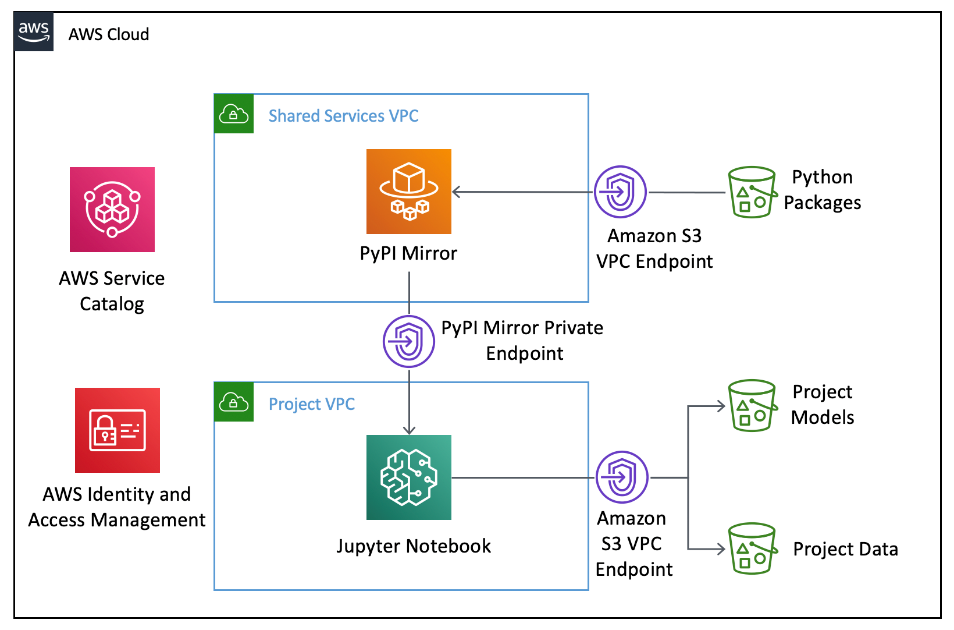 aws
AWS Cloud
Shared Services VPC
PyPI Mirror
Amazon S3
VPC Endpoint
Python
Packages
AWS Service
Catalog
PyPI Mirror Private
Endpoint
Project VPC
Jupyter Notebook
Amazon
S3 VPC
Endpoint
Project
Models
Project Data
AWS Identity and
Access Management